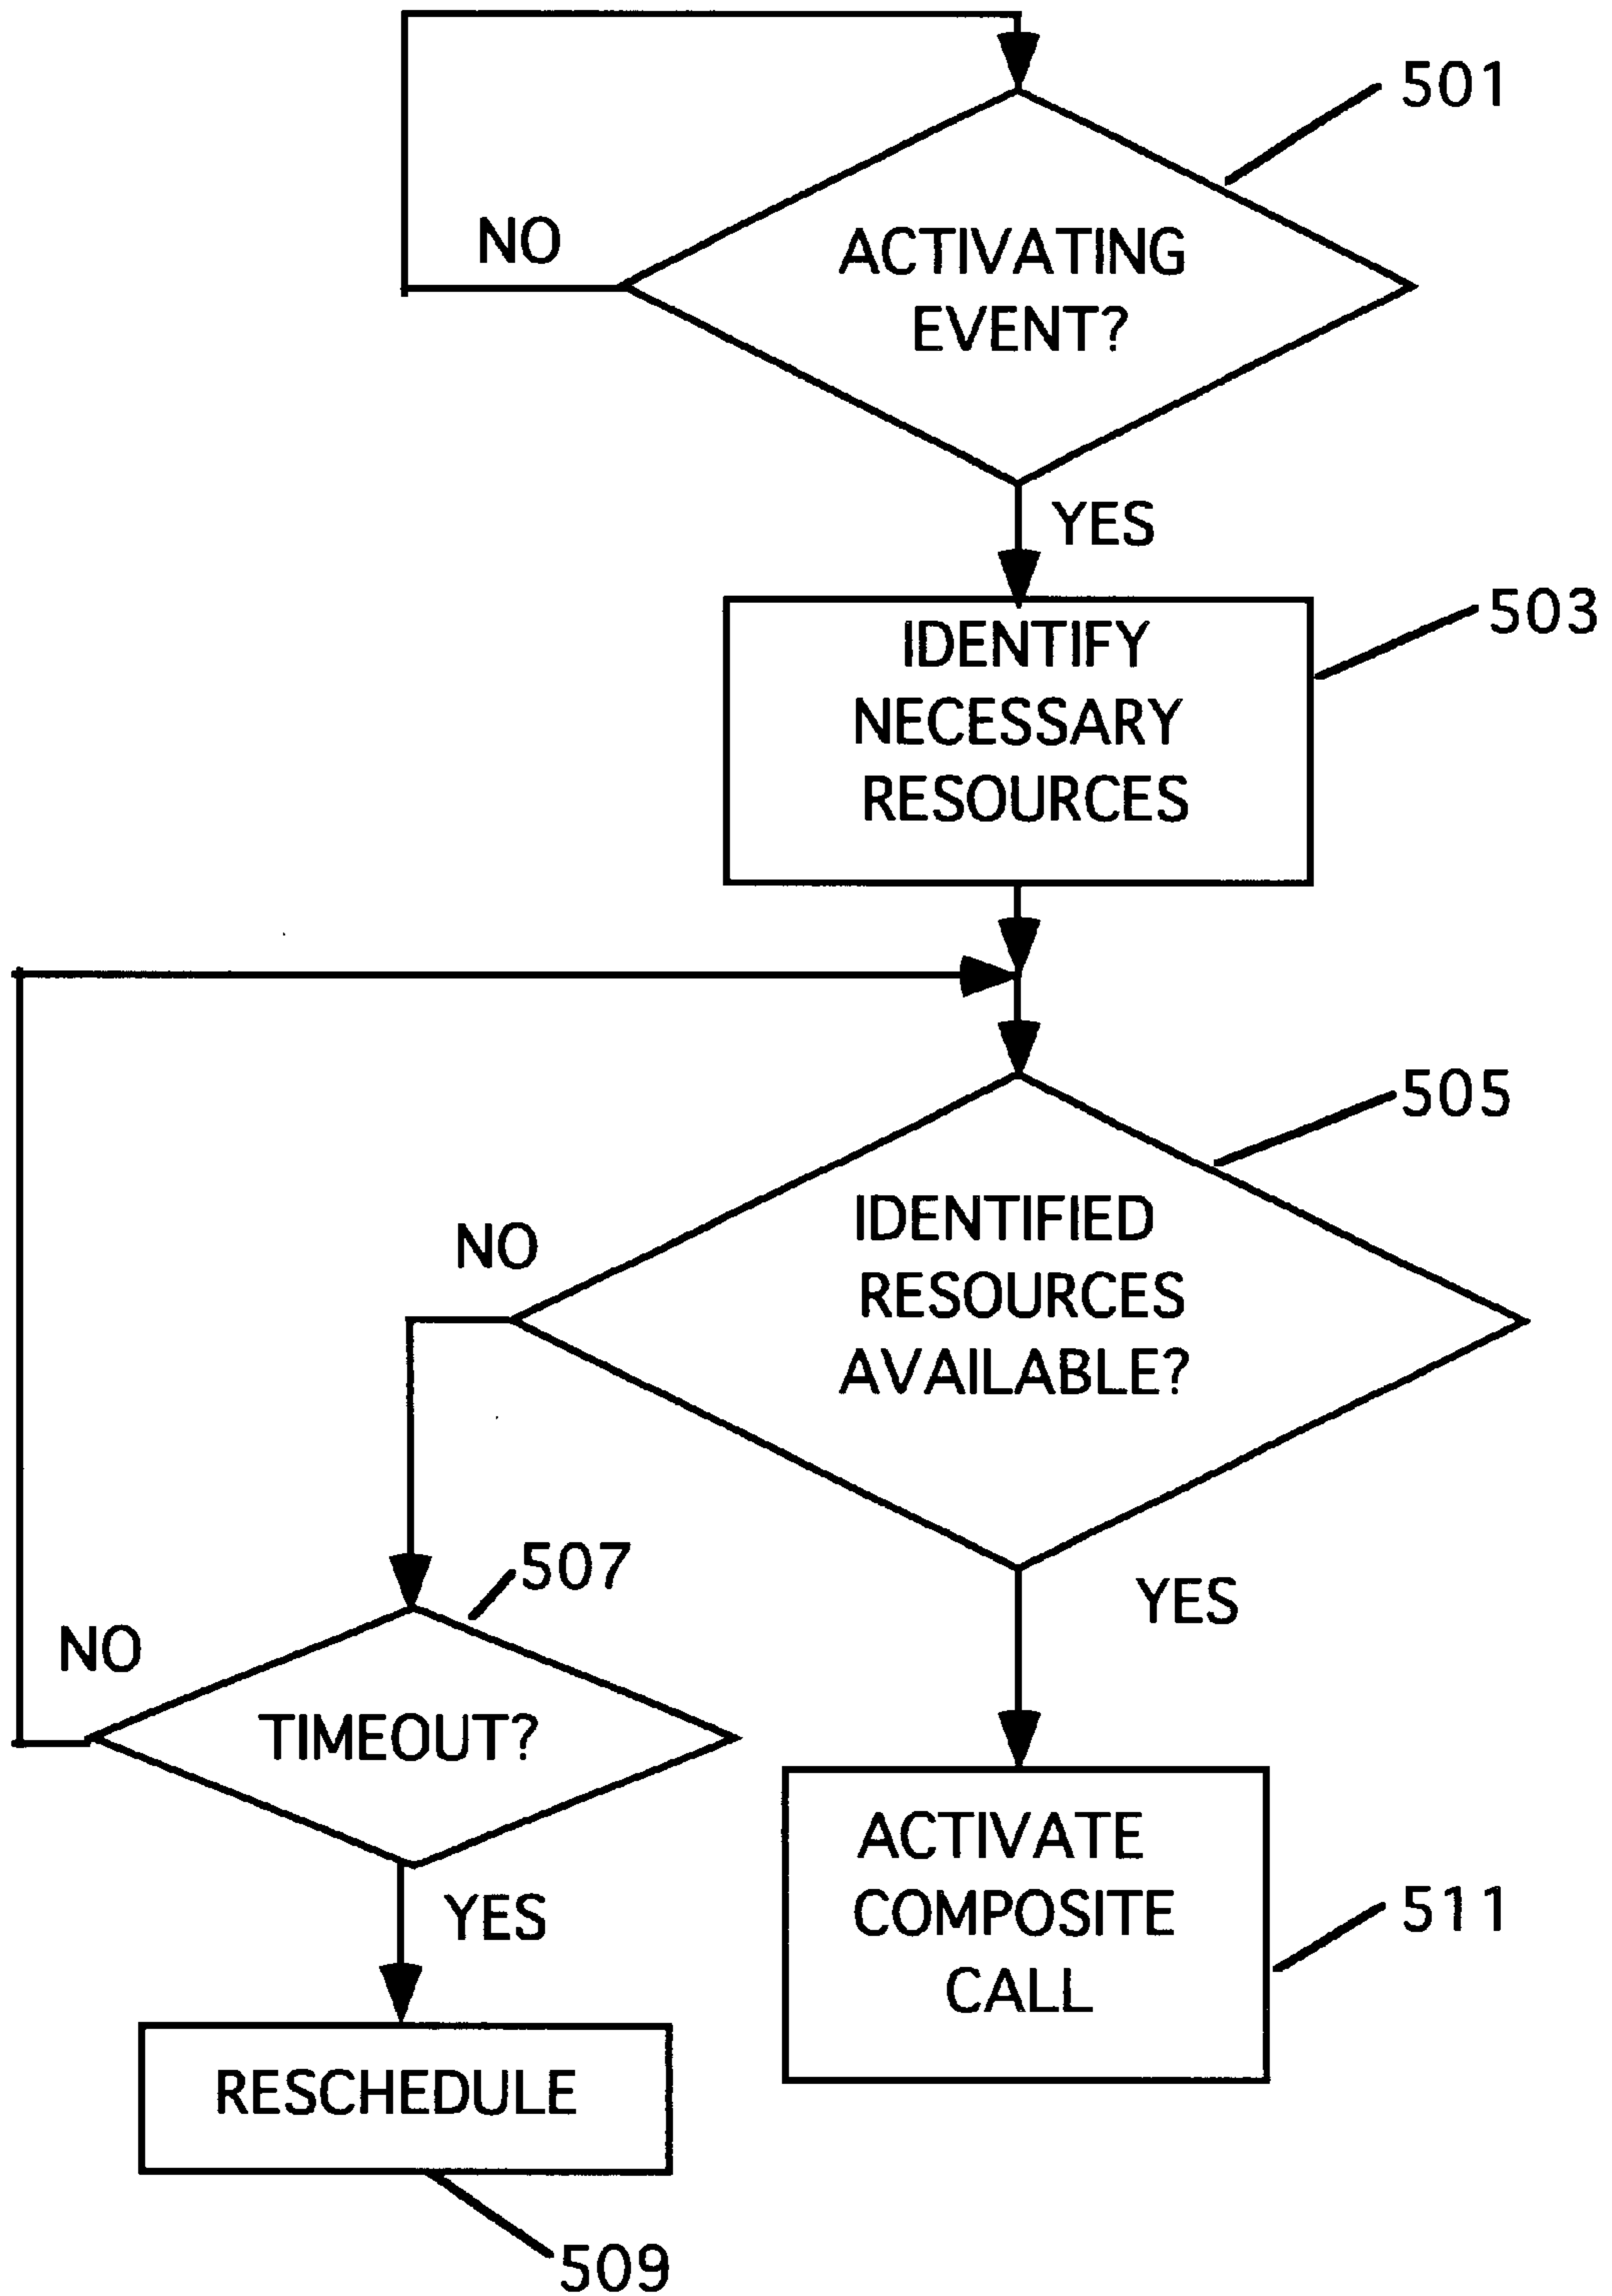 501
NO
ACTIVATING
EVENT?
YES
503
IDENTIFY
NECESSARY
RESOURCES
505
NO
IDENTIFIED
RESOURCES
AVAILABLE?
507
YES
NO
TIMEOUT?
ACTIVATE
COMPOSITE
CALL
511
YES
RESCHEDULE
509